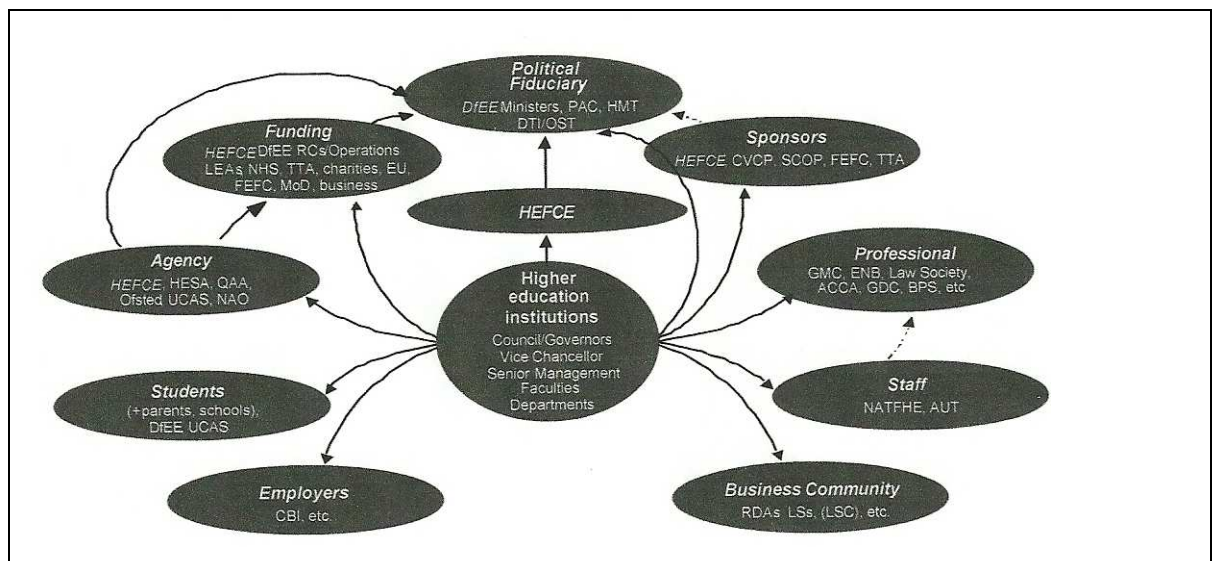 Political
Fiduciary
DfEE Ministers, PAC, HMT
DTI/OST
Funding
HEFCE DfEE RCs/Operations
LEAs, NHS, TTA, charities, EU,
FEFC, MoD, business
Sponsors
HEFCE, CVCP, SCOP, FEFC, TTA
HEFCE
Agency
HEFCE, HESA, QAA,
Ofsted, UCAS, NAO
Higher
education
institutions
Council/Governors
Vice Chancellor
Senior Management
Faculties
Departments
Professional
GMC, ENB, Law Society,
ACCA, GDC, BPS, etc
Students
(+parents, schools),
DfEE, UCAS
Staff
NATFHE, AUT
Employers
CBI, etc.
Business Community
RDAs, LSs, (LSC), etc.